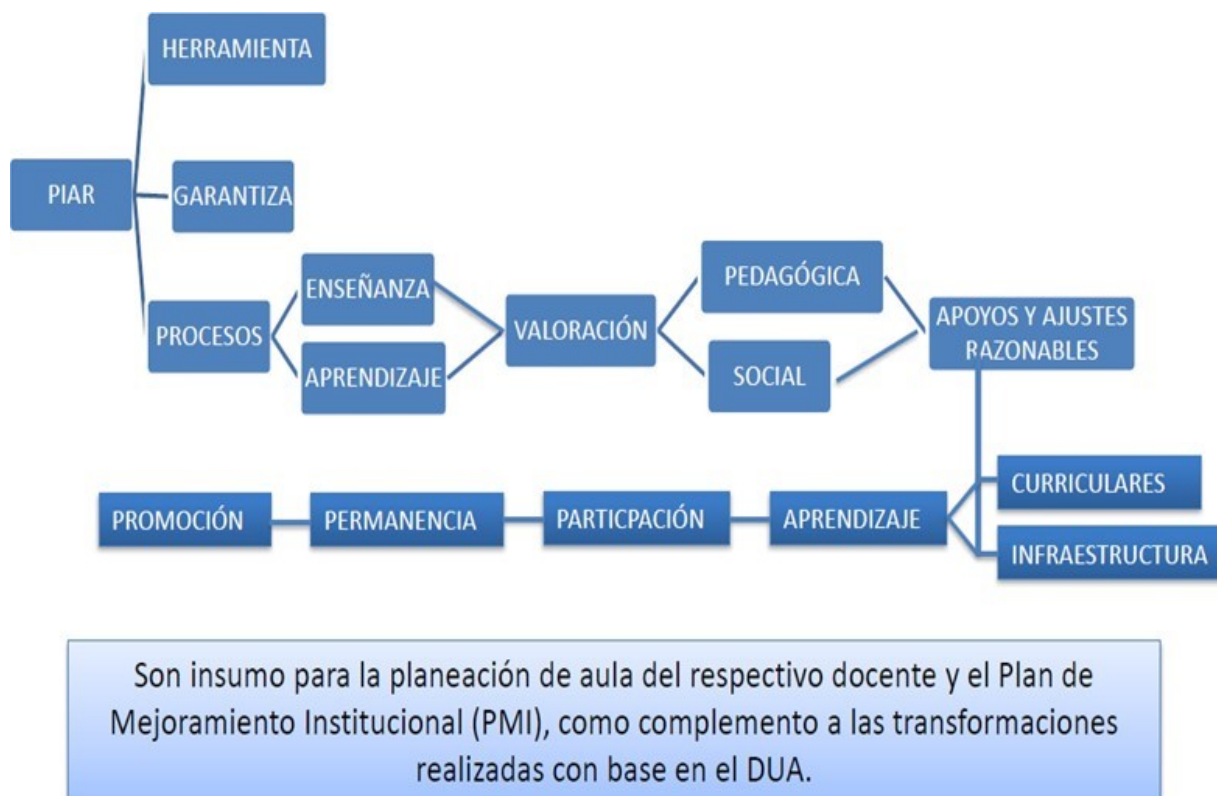 HERRAMIENTA
PIAR
GARANTIZA
PROCESOS
ENSEÑANZA
APRENDIZAJE
VALORACIÓN
PEDAGÓGICA
SOCIAL
APOYOS Y AJUSTES
RAZONABLES
PROMOCIÓN
PERMANENCIA
PARTICPACIÓN
APRENDIZAJE
CURRICULARES
INFRAESTRUCTURA
Son insumo para la planeación de aula del respectivo docente y el Plan de
Mejoramiento Institucional (PMI), como complemento a las transformaciones
realizadas con base en el DUA.